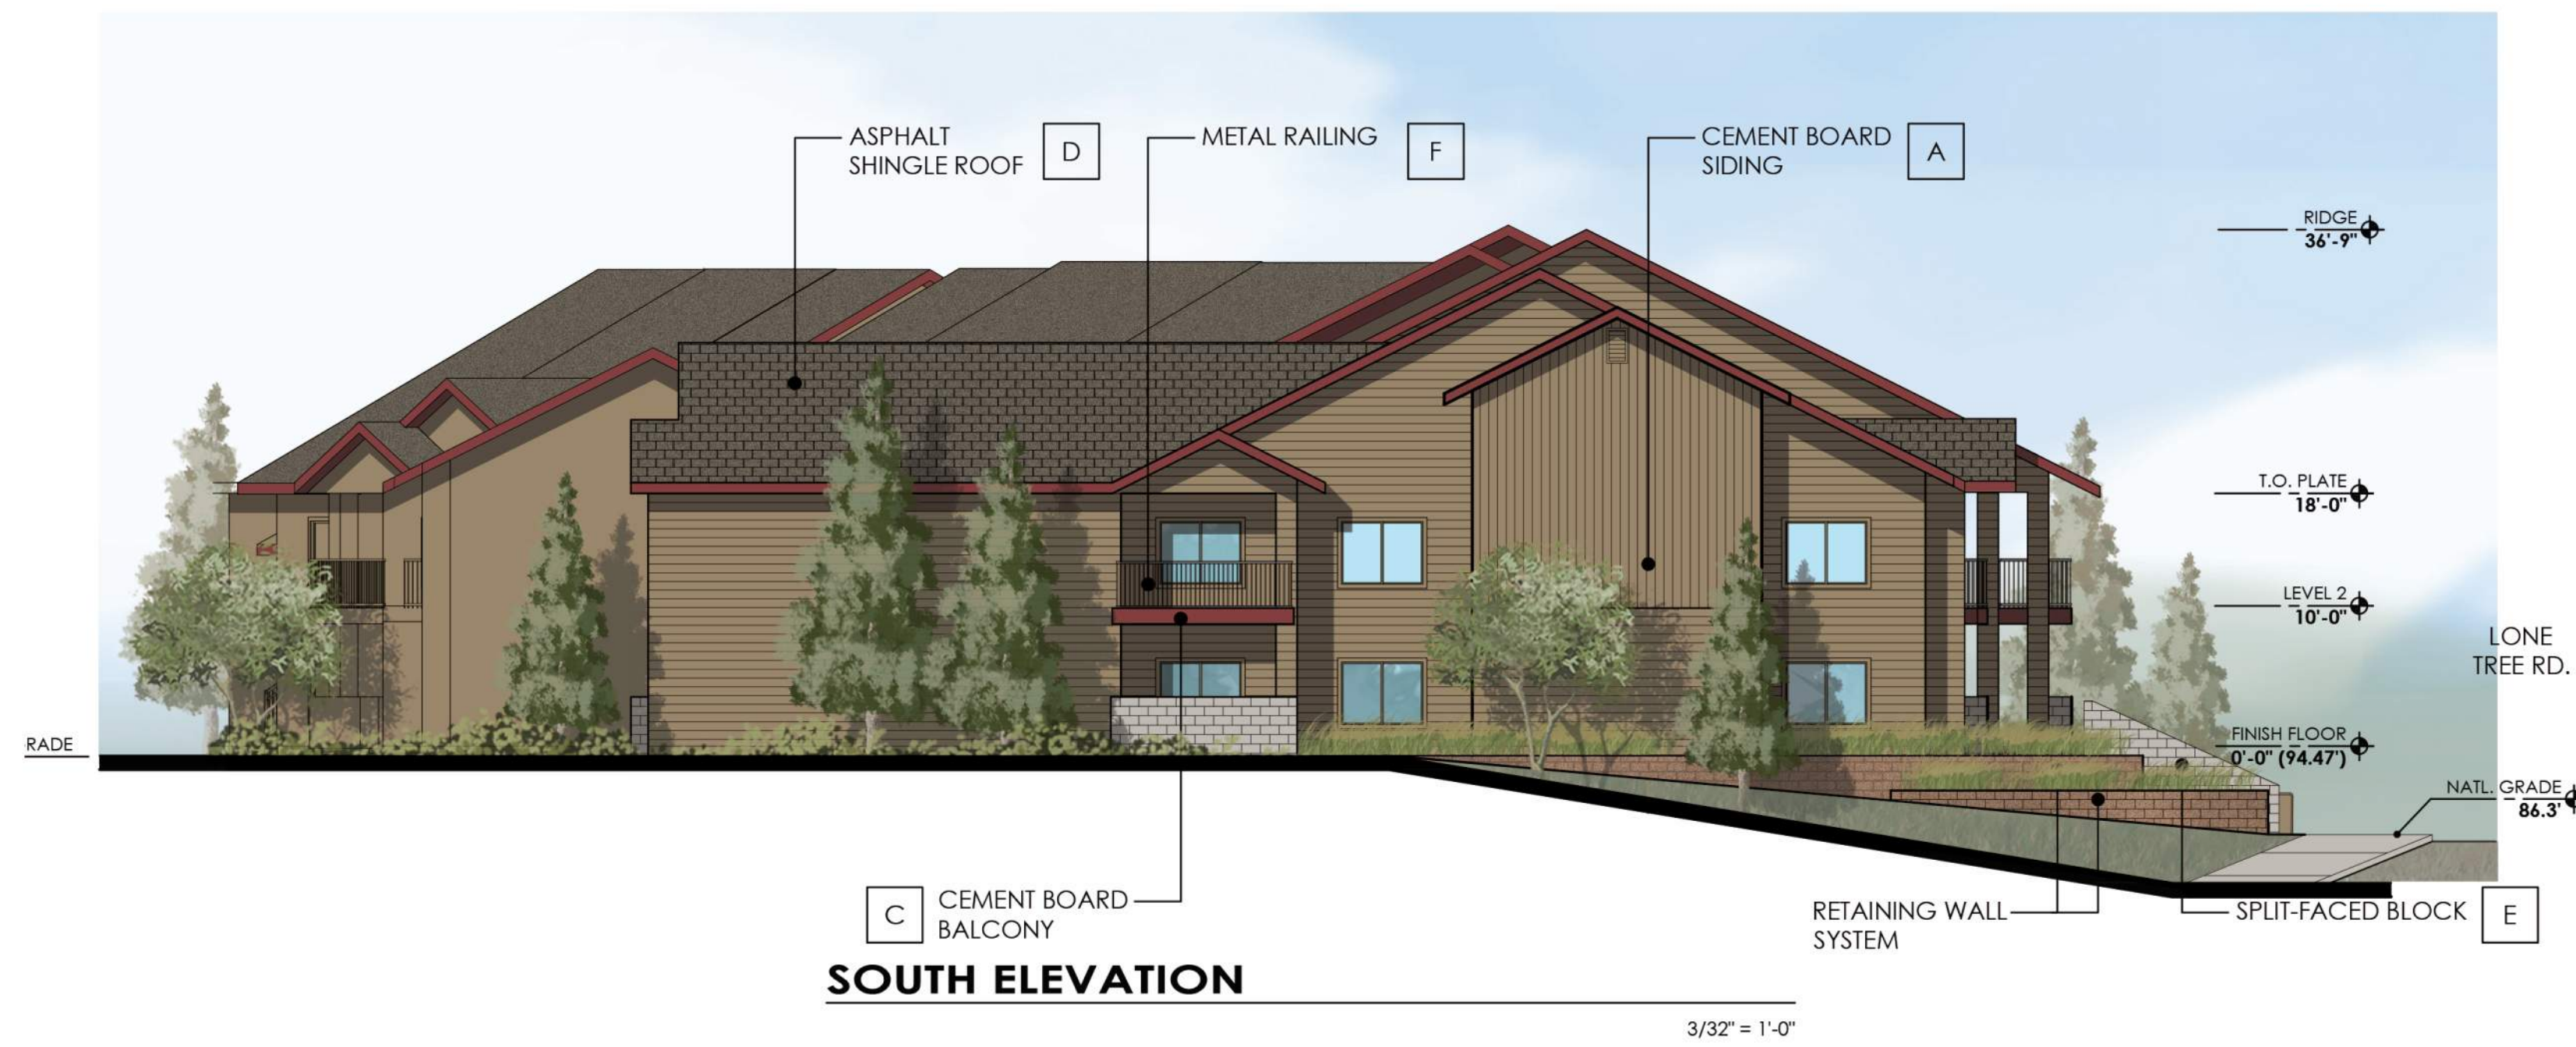 ASPHALT
SHINGLE ROOF
D
METAL RAILING
F
CEMENT BOARD
SIDING
A
RIDGE
36'-9"
T.O. PLATE
18'-0"
LEVEL 2
10'-0"
LONE
TREE RD.
FINISH FLOOR
0'-0" (94.47')
RADE
NATL. GRADE
86.3'
C
CEMENT BOARD
BALCONY
RETAINING WALL
SYSTEM
SPLIT-FACED BLOCK
E
SOUTH ELEVATION
3/32" = 1'-0"